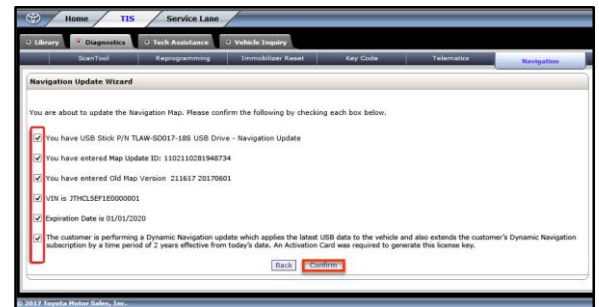 Home TIS Service Lane
Library Diagnostics Tech Assistance Vehicle Inquiry
ScanTool Reprogramming Immobilizer Reset Key Code Telematics Navigation
Navigation Update Wizard
You are about to update the Navigation Map. Please confirm the following by checking each box below.
You have USB Stick P/N TLAW-SD017-18S USB Drive - Navigation Update
You have entered Map Update ID: 1102110281948734
You have entered Old Map Version 211617 20170601
VIN is JTHCL5EF1E0000001
Expiration Date is 01/01/2020
The customer is performing a Dynamic Navigation update which applies the latest USB data to the vehicle and also extends the customer's Dynamic Navigation
subscription by a time period of 2 years effective from today's date. An Activation Card was required to generate this license key.
Back Confirm
© 2017 Toyota Motor Sales, Inc.